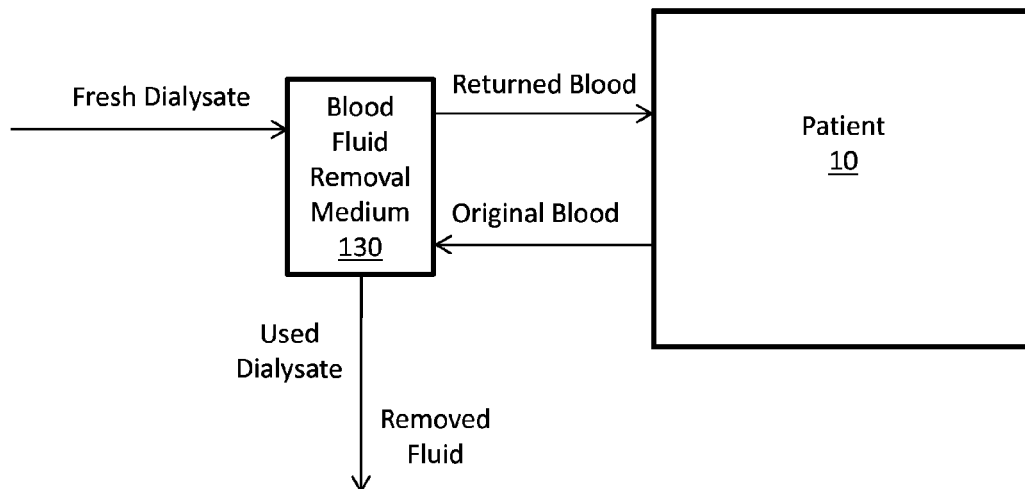 Fresh Dialysate
Blood
Fluid
Removal
Medium
130
Returned Blood
Original Blood
Patient
10
Used
Dialysate
Removed
Fluid